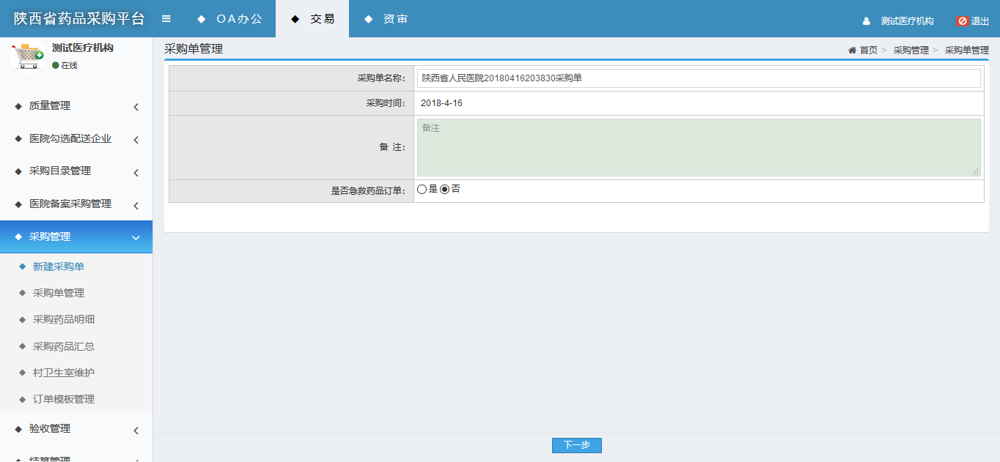 陕西省药品采购平台
OA办公
交易
资审
测试医疗机构
退出
测试医疗机构
在线
质量管理
医院勾选配送企业
采购目录管理
医院备案采购管理
采购管理
新建采购单
采购单管理
采购药品明细
采购药品汇总
村卫生室维护
订单模板管理
验收管理
结算管理
采购单管理
首页 > 采购管理 > 采购单管理
采购单名称: 陕西省人民医院20180416203830采购单
采购时间: 2018-4-16
备 注: 备注
是否急救药品订单: 是 否
下一步